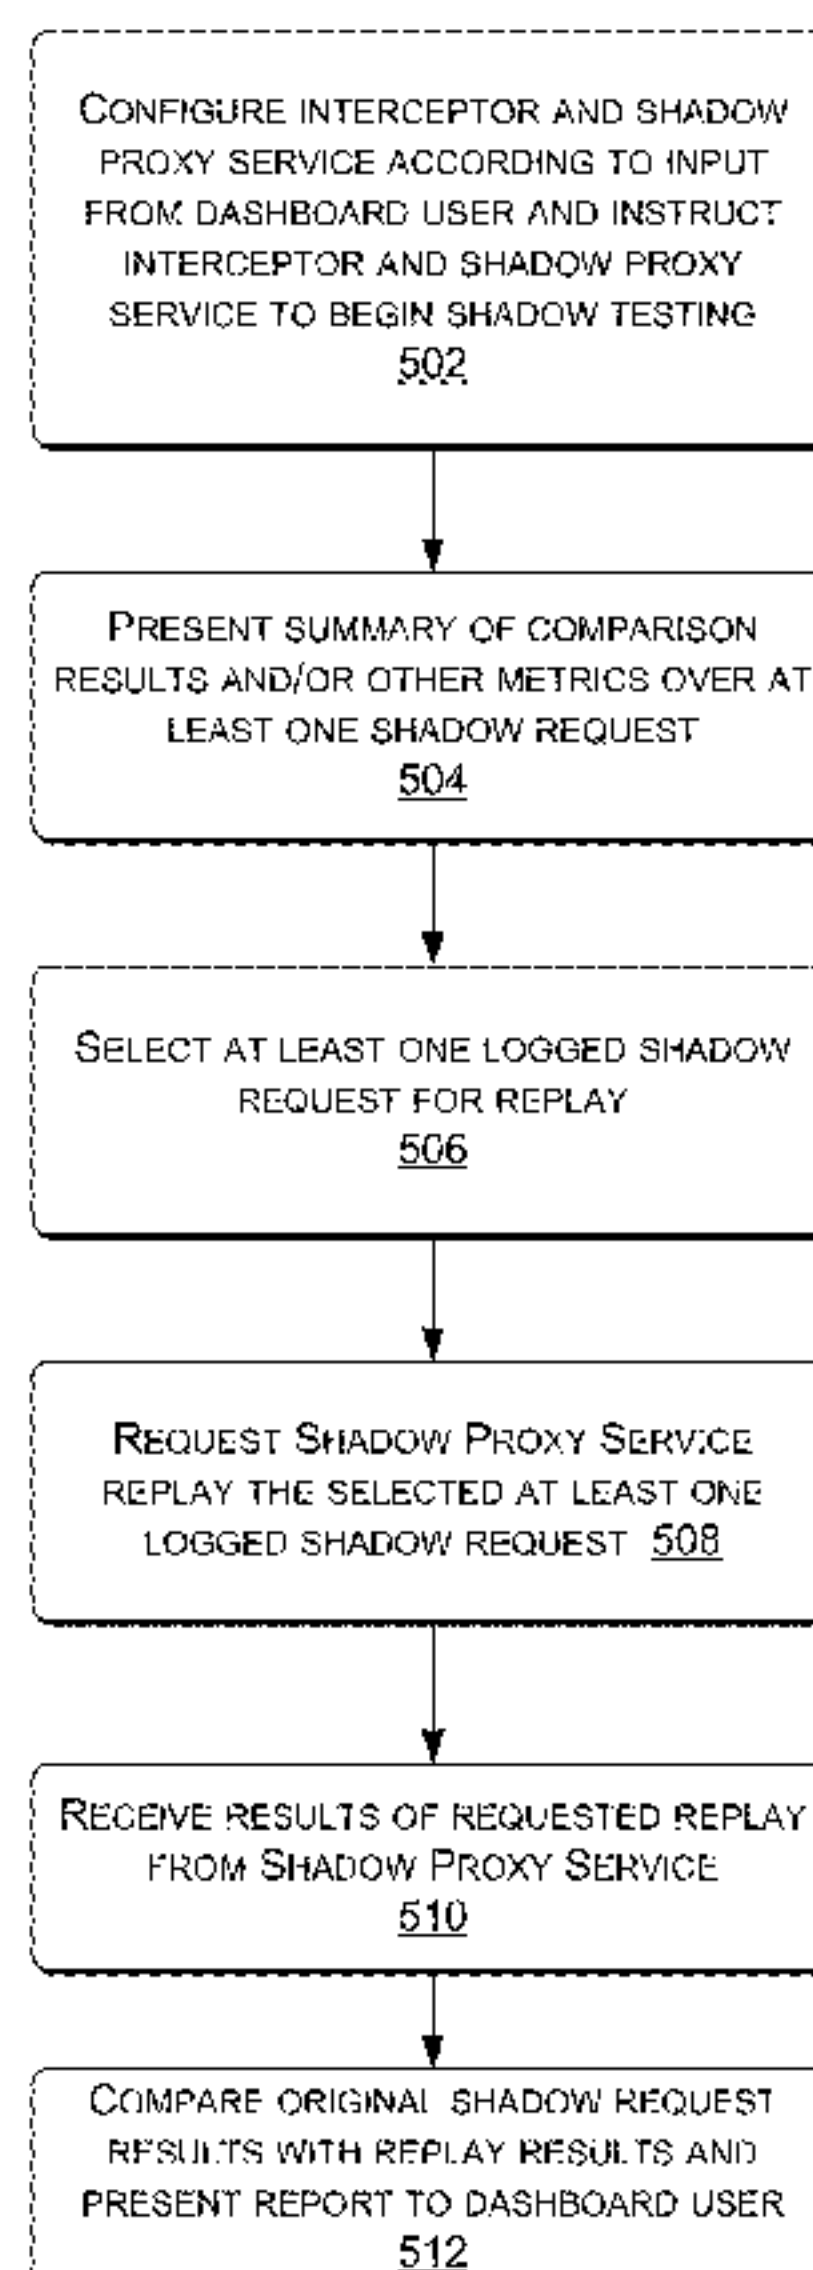 CONFIGURE INTERCEPTOR AND SHADOW
PROXY SERVICE ACCORDING TO INPUT
FROM DASHBOARD USER AND INSTRUCT
INTERCEPTOR AND SHADOW PROXY
SERVICE TO BEGIN SHADOW TESTING
502
PRESENT SUMMARY OF COMPARISON
RESULTS AND/OR OTHER METRICS OVER AT
LEAST ONE SHADOW REQUEST
504
SELECT AT LEAST ONE LOGGED SHADOW
REQUEST FOR REPLAY
506
REQUEST SHADOW PROXY SERVICE
REPLAY THE SELECTED AT LEAST ONE
LOGGED SHADOW REQUEST 508
RECEIVE RESULTS OF REQUESTED REPLAY
FROM SHADOW PROXY SERVICE
510
COMPARE ORIGINAL SHADOW REQUEST
RESULTS WITH REPLAY RESULTS AND
PRESENT REPORT TO DASHBOARD USER
512